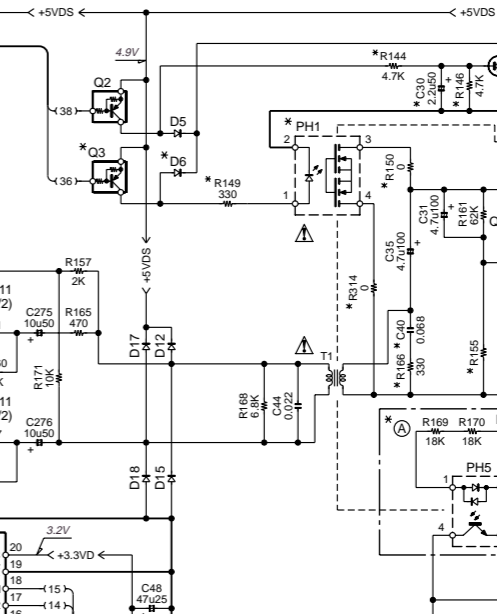 +5VDS
+5VDS
4.9V
*R144
4.7K
*C30
2.2u50
*R146
4.7K
Q2
(38)
D5
*Q3
*D6
(36)
*R149
330
*PH1
2
3
1
4
*R150
0
C31
4.7u100
R161
62K
Q
C35
4.7u100
+5VDS
*R314
0
R157
2K
11
/2)
C275
10u50
R165
470
D17
D12
T1
*C40
0.068
*R166
330
*R155
R171
10K
K
11
/2)
C276
10u50
R168
6.8K
C44
0.022
*A
R169
18K
R170
18K
D18
D15
PH5
1
4
3.2V
20
+3.3VD
19
18
(15)
17
(14)
16
C48
47u25